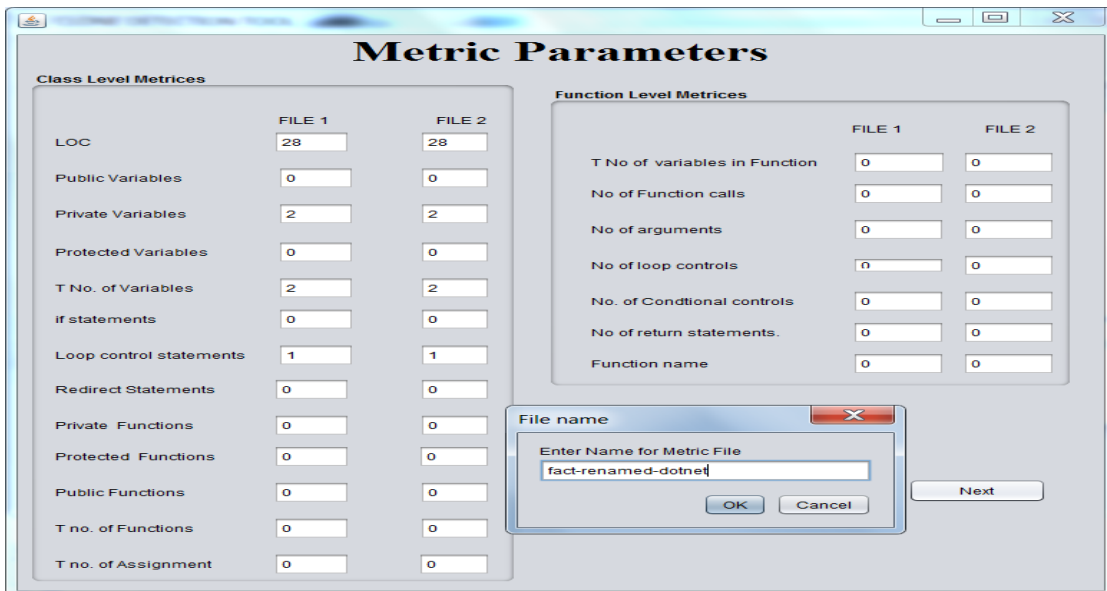 Metric Parameters
Class Level Metrices
FILE 1 FILE 2
LOC 28 28
Public Variables 0 0
Private Variables 2 2
Protected Variables 0 0
T No. of Variables 2 2
if statements 0 0
Loop control statements 1 1
Redirect Statements 0 0
Private Functions 0 0
Protected Functions 0 0
Public Functions 0 0
T no. of Functions 0 0
T no. of Assignment 0 0
Function Level Metrices
FILE 1 FILE 2
T No of variables in Function 0 0
No of Function calls 0 0
No of arguments 0 0
No of loop controls 0 0
No. of Condtional controls 0 0
No of return statements. 0 0
Function name 0 0
File name
Enter Name for Metric File
fact-renamed-dotnet
OK Cancel
Next